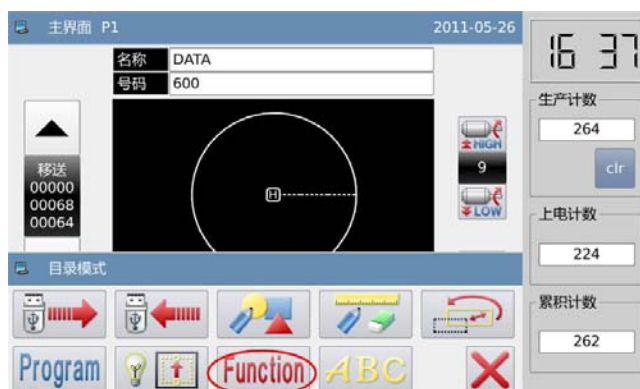 主界面 P1 2011-05-26
16 37
名称 DATA
号码 600
生产计数
264
clr
移送
00000
00068
00064
HIGH
9
LOW
H
上电计数
224
目录模式
累积计数
262
Program
Function
ABC